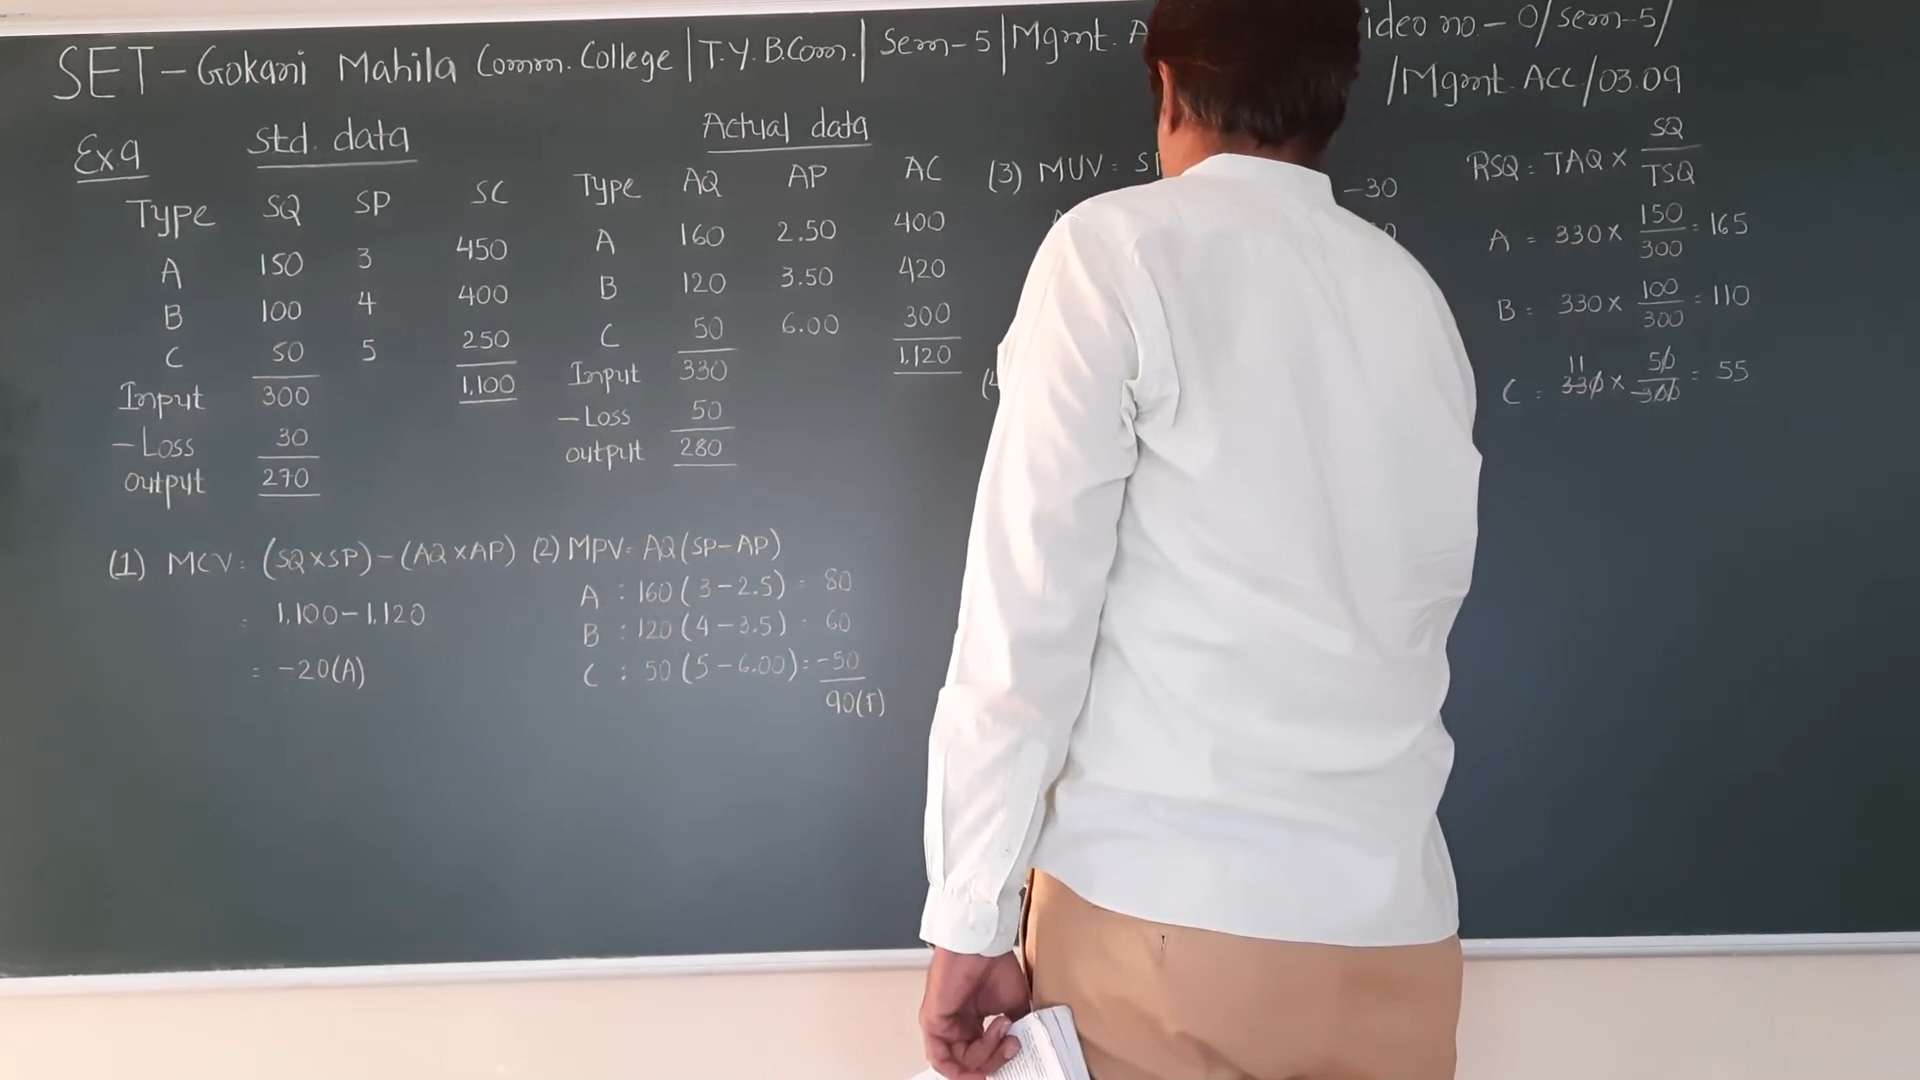 SET - Gokani Mahila Comm. College | T.Y. B.Com. | Sem-5 | Mgmt. A
ideo no - 0/sem-5/
/Mgmt. ACC/03.09
Ex 9
Std. data
Type SQ SP SC
A 150 3 450
B 100 4 400
C 50 5 250
Input 300 1,100
- Loss 30
output 270
Actual data
Type AQ AP AC
A 160 2.50 400
B 120 3.50 420
C 50 6.00 300
Input 330 1,120
- Loss 50
output 280
(1) MCV = (SQ x SP) - (AQ x AP)
= 1,100 - 1,120
= -20(A)
(2) MPV = AQ (SP - AP)
A : 160 (3 - 2.5) = 80
B : 120 (4 - 3.5) = 60
C : 50 (5 - 6.00) = -50
90(F)
(3) MUV = S
-30
RSQ = TAQ x SQ / TSQ
A = 330 x 150 / 300 = 165
B = 330 x 100 / 300 = 110
11
C = 330 x 50 / 300 = 55